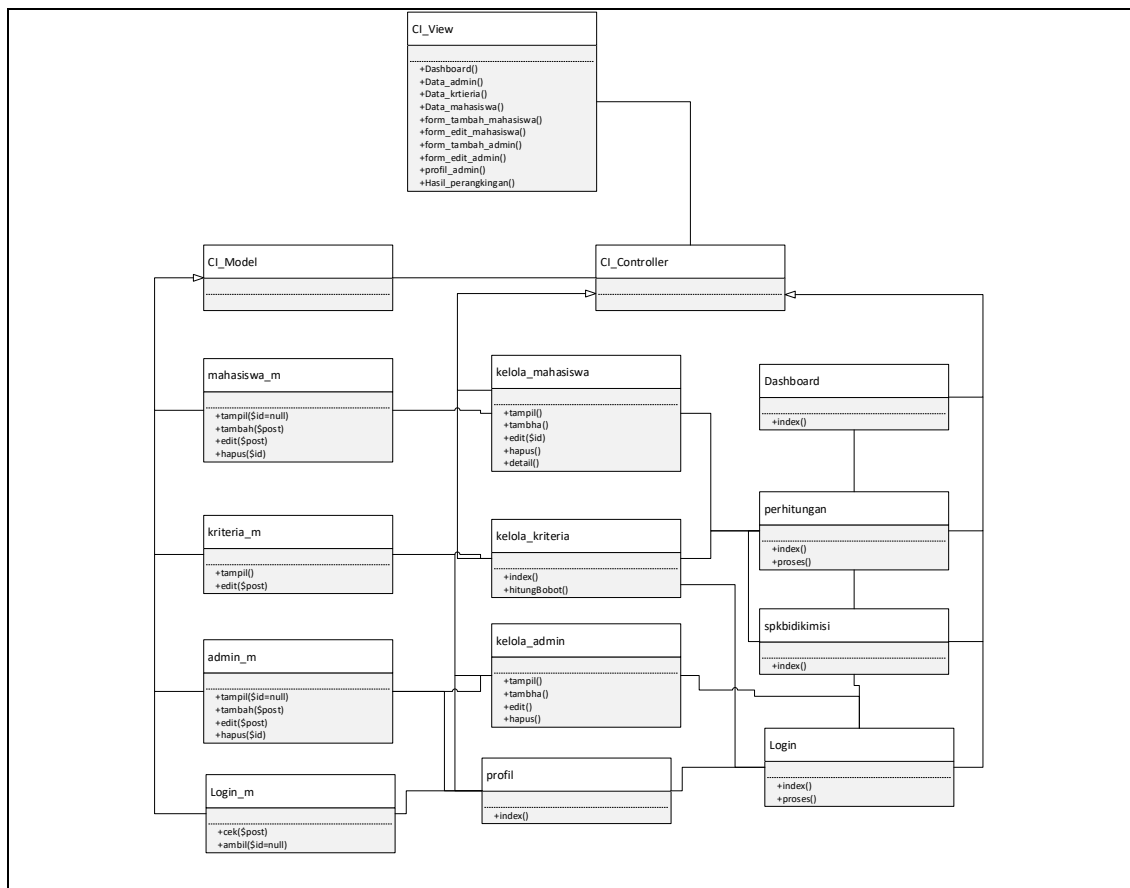 CI_View
+Dashboard()
+Data_admin()
+Data_krtieria()
+Data_mahasiswa()
+form_tambah_mahasiswa()
+form_edit_mahasiswa()
+form_tambah_admin()
+form_edit_admin()
+profil_admin()
+Hasil_perangkingan()
CI_Model
CI_Controller
mahasiswa_m
+tampil($id=null)
+tambah($post)
+edit($post)
+hapus($id)
kelola_mahasiswa
+tampil()
+tambha()
+edit($id)
+hapus()
+detail()
Dashboard
+index()
kriteria_m
+tampil()
+edit($post)
kelola_kriteria
+index()
+hitungBobot()
perhitungan
+index()
+proses()
admin_m
+tampil($id=null)
+tambah($post)
+edit($post)
+hapus($id)
kelola_admin
+tampil()
+tambha()
+edit()
+hapus()
spkbidikimisi
+index()
Login_m
+cek($post)
+ambil($id=null)
profil
+index()
Login
+index()
+proses()